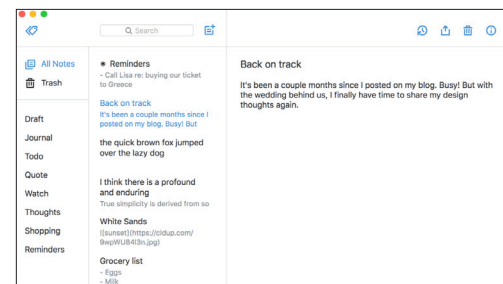 Search
All Notes
Trash
Draft
Journal
Todo
Quote
Watch
Thoughts
Shopping
Reminders
Reminders
- Call Lisa re: buying our ticket
to Greece
Back on track
It's been a couple months since I
posted on my blog. Busy! But
the quick brown fox jumped
over the lazy dog
I think there is a profound
and enduring
True simplicity is derived from so
White Sands
![sunset](https://cldup.com/
9wpWU84l3n.jpg)
Grocery list
- Eggs
- Milk
Back on track
It's been a couple months since I posted on my blog. Busy! But with
the wedding behind us, I finally have time to share my design
thoughts again.